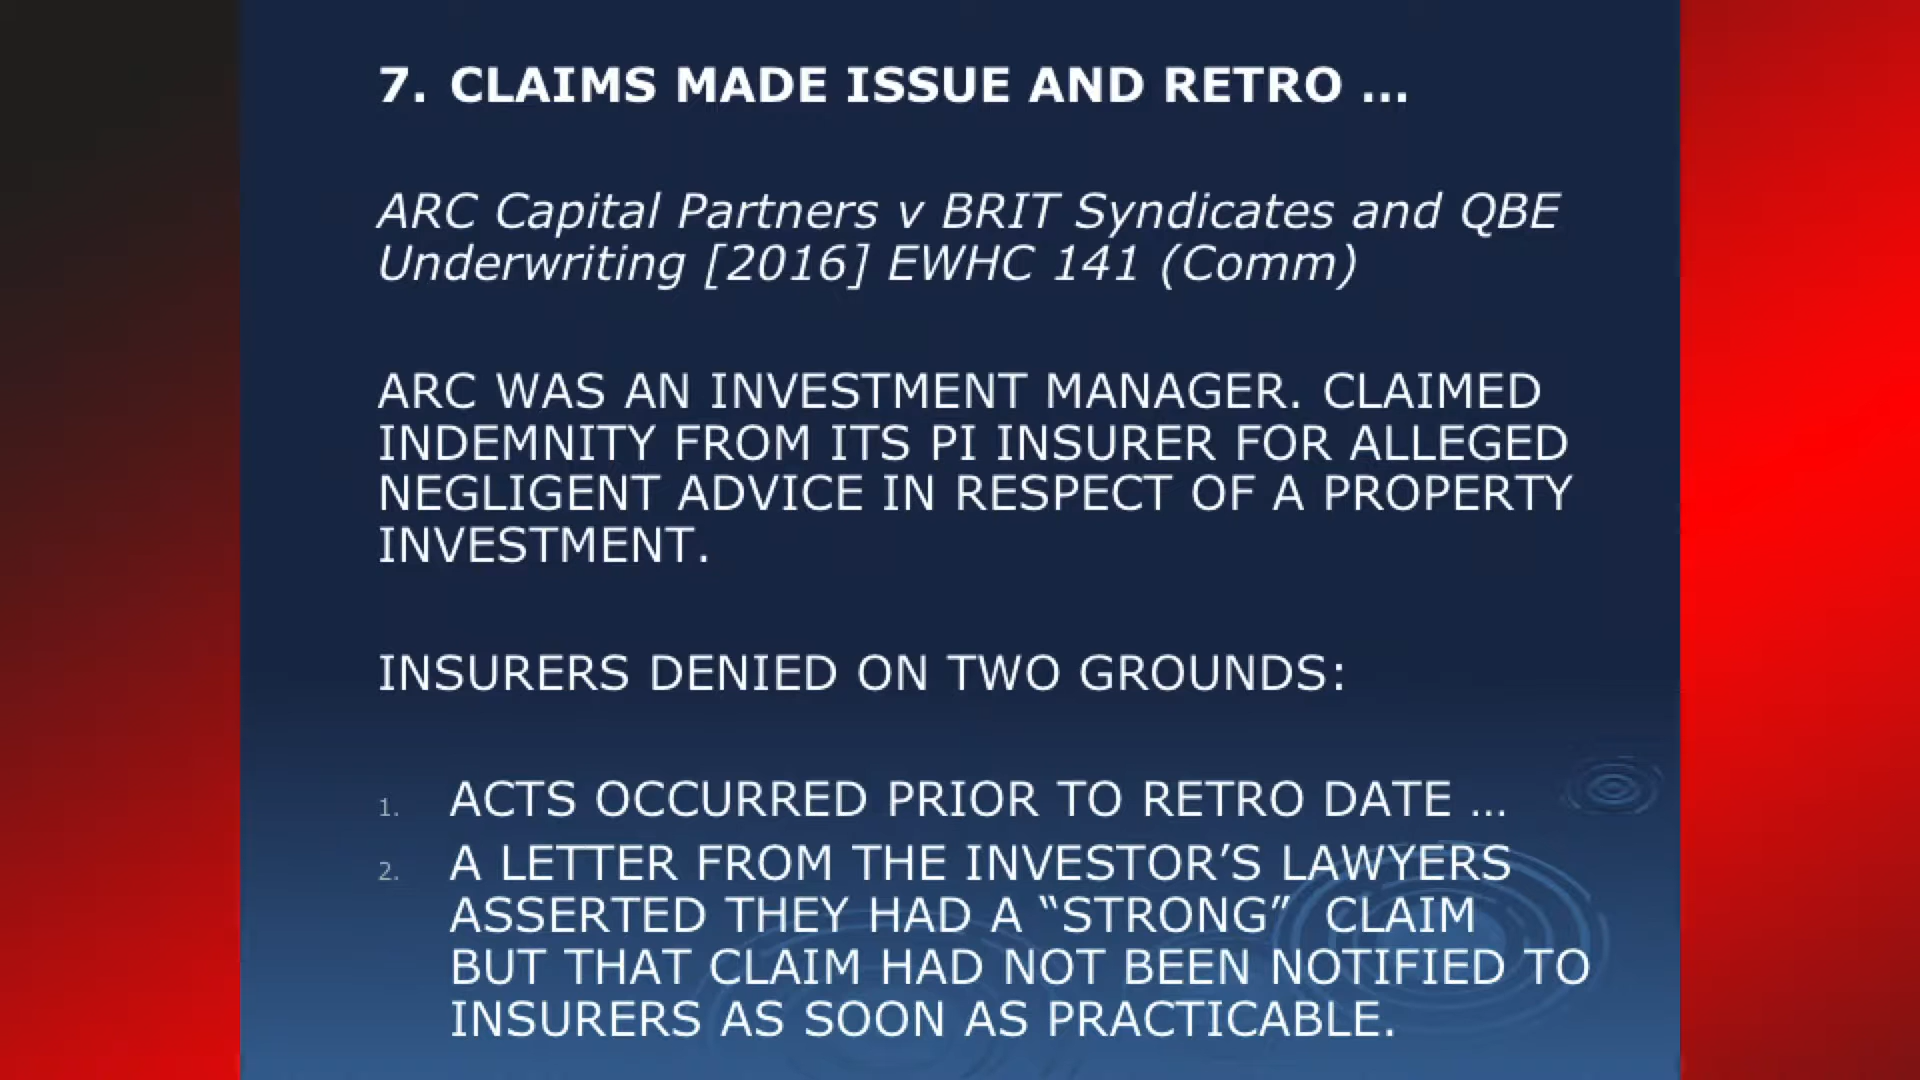 7. CLAIMS MADE ISSUE AND RETRO ...
ARC Capital Partners v BRIT Syndicates and QBE
Underwriting [2016] EWHC 141 (Comm)
ARC WAS AN INVESTMENT MANAGER. CLAIMED
INDEMNITY FROM ITS PI INSURER FOR ALLEGED
NEGLIGENT ADVICE IN RESPECT OF A PROPERTY
INVESTMENT.
INSURERS DENIED ON TWO GROUNDS:
1. ACTS OCCURRED PRIOR TO RETRO DATE ...
2. A LETTER FROM THE INVESTOR’S LAWYERS
ASSERTED THEY HAD A “STRONG” CLAIM
BUT THAT CLAIM HAD NOT BEEN NOTIFIED TO
INSURERS AS SOON AS PRACTICABLE.